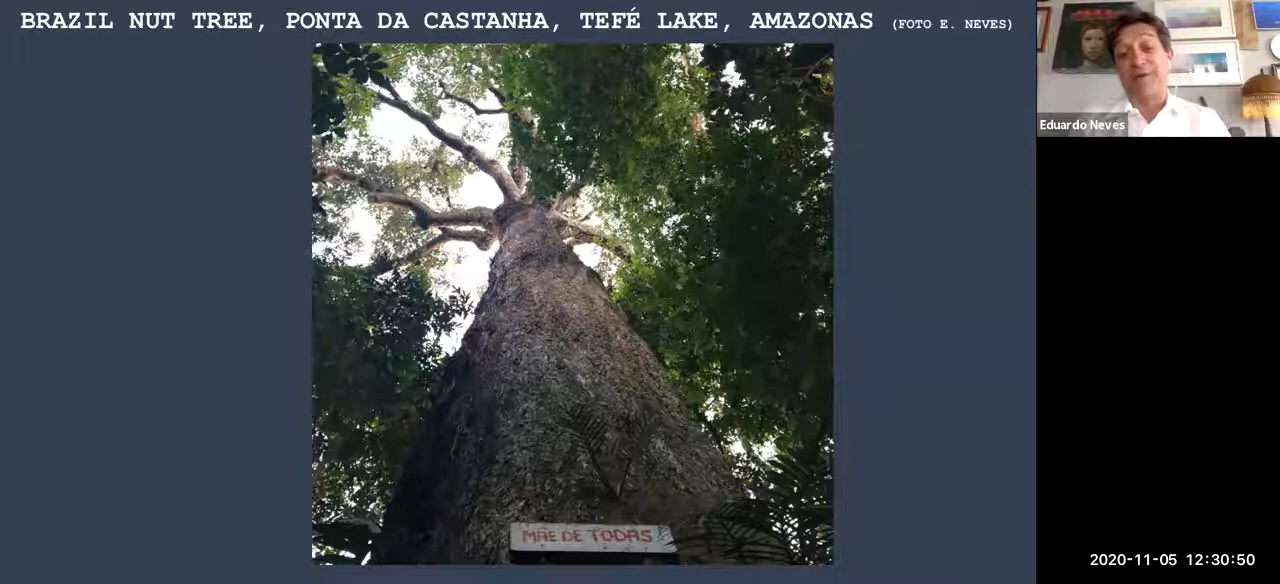 BRAZIL NUT TREE, PONTA DA CASTANHA, TEFÉ LAKE, AMAZONAS (FOTO E. NEVES)
Eduardo Neves
MÃE DE TODAS
2020-11-05 12:30:50